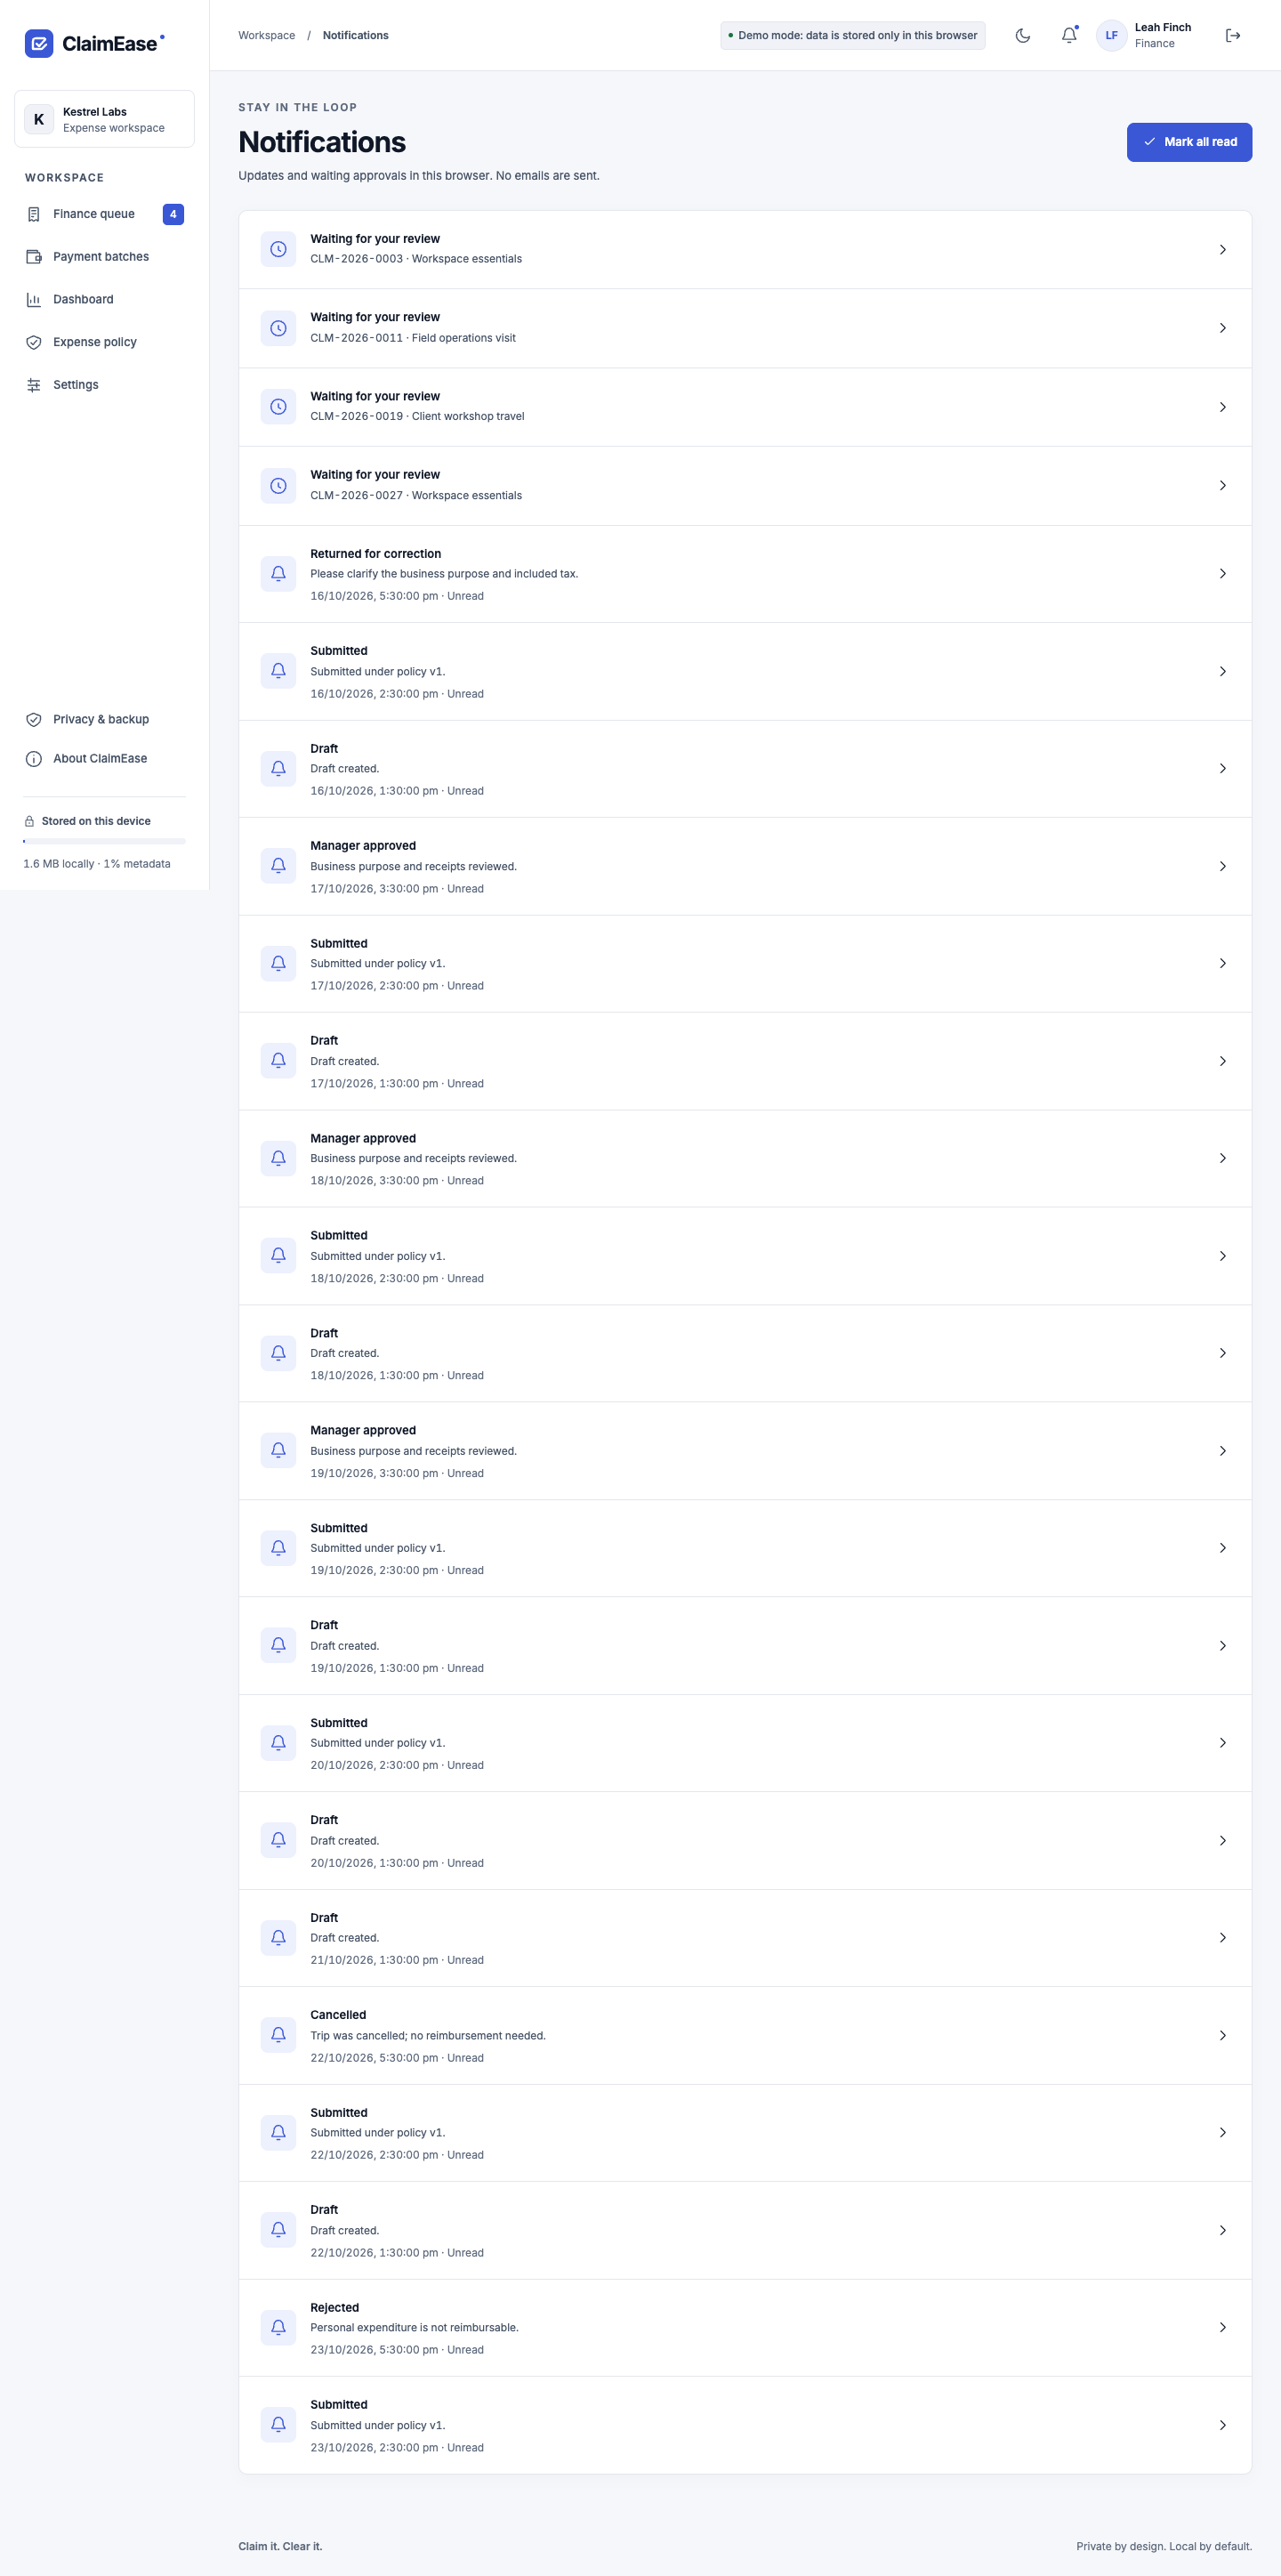 ClaimEase
K
Kestrel Labs
Expense workspace
WORKSPACE
Finance queue 4
Payment batches
Dashboard
Expense policy
Settings
Privacy & backup
About ClaimEase
Stored on this device
1.6 MB locally · 1% metadata
Workspace / Notifications
Demo mode: data is stored only in this browser
LF
Leah Finch
Finance
STAY IN THE LOOP
Notifications
Updates and waiting approvals in this browser. No emails are sent.
Mark all read
Waiting for your review
CLM-2026-0003 · Workspace essentials
Waiting for your review
CLM-2026-0011 · Field operations visit
Waiting for your review
CLM-2026-0019 · Client workshop travel
Waiting for your review
CLM-2026-0027 · Workspace essentials
Returned for correction
Please clarify the business purpose and included tax.
16/10/2026, 5:30:00 pm · Unread
Submitted
Submitted under policy v1.
16/10/2026, 2:30:00 pm · Unread
Draft
Draft created.
16/10/2026, 1:30:00 pm · Unread
Manager approved
Business purpose and receipts reviewed.
17/10/2026, 3:30:00 pm · Unread
Submitted
Submitted under policy v1.
17/10/2026, 2:30:00 pm · Unread
Draft
Draft created.
17/10/2026, 1:30:00 pm · Unread
Manager approved
Business purpose and receipts reviewed.
18/10/2026, 3:30:00 pm · Unread
Submitted
Submitted under policy v1.
18/10/2026, 2:30:00 pm · Unread
Draft
Draft created.
18/10/2026, 1:30:00 pm · Unread
Manager approved
Business purpose and receipts reviewed.
19/10/2026, 3:30:00 pm · Unread
Submitted
Submitted under policy v1.
19/10/2026, 2:30:00 pm · Unread
Draft
Draft created.
19/10/2026, 1:30:00 pm · Unread
Submitted
Submitted under policy v1.
20/10/2026, 2:30:00 pm · Unread
Draft
Draft created.
20/10/2026, 1:30:00 pm · Unread
Draft
Draft created.
21/10/2026, 1:30:00 pm · Unread
Cancelled
Trip was cancelled; no reimbursement needed.
22/10/2026, 5:30:00 pm · Unread
Submitted
Submitted under policy v1.
22/10/2026, 2:30:00 pm · Unread
Draft
Draft created.
22/10/2026, 1:30:00 pm · Unread
Rejected
Personal expenditure is not reimbursable.
23/10/2026, 5:30:00 pm · Unread
Submitted
Submitted under policy v1.
23/10/2026, 2:30:00 pm · Unread
Claim it. Clear it.
Private by design. Local by default.